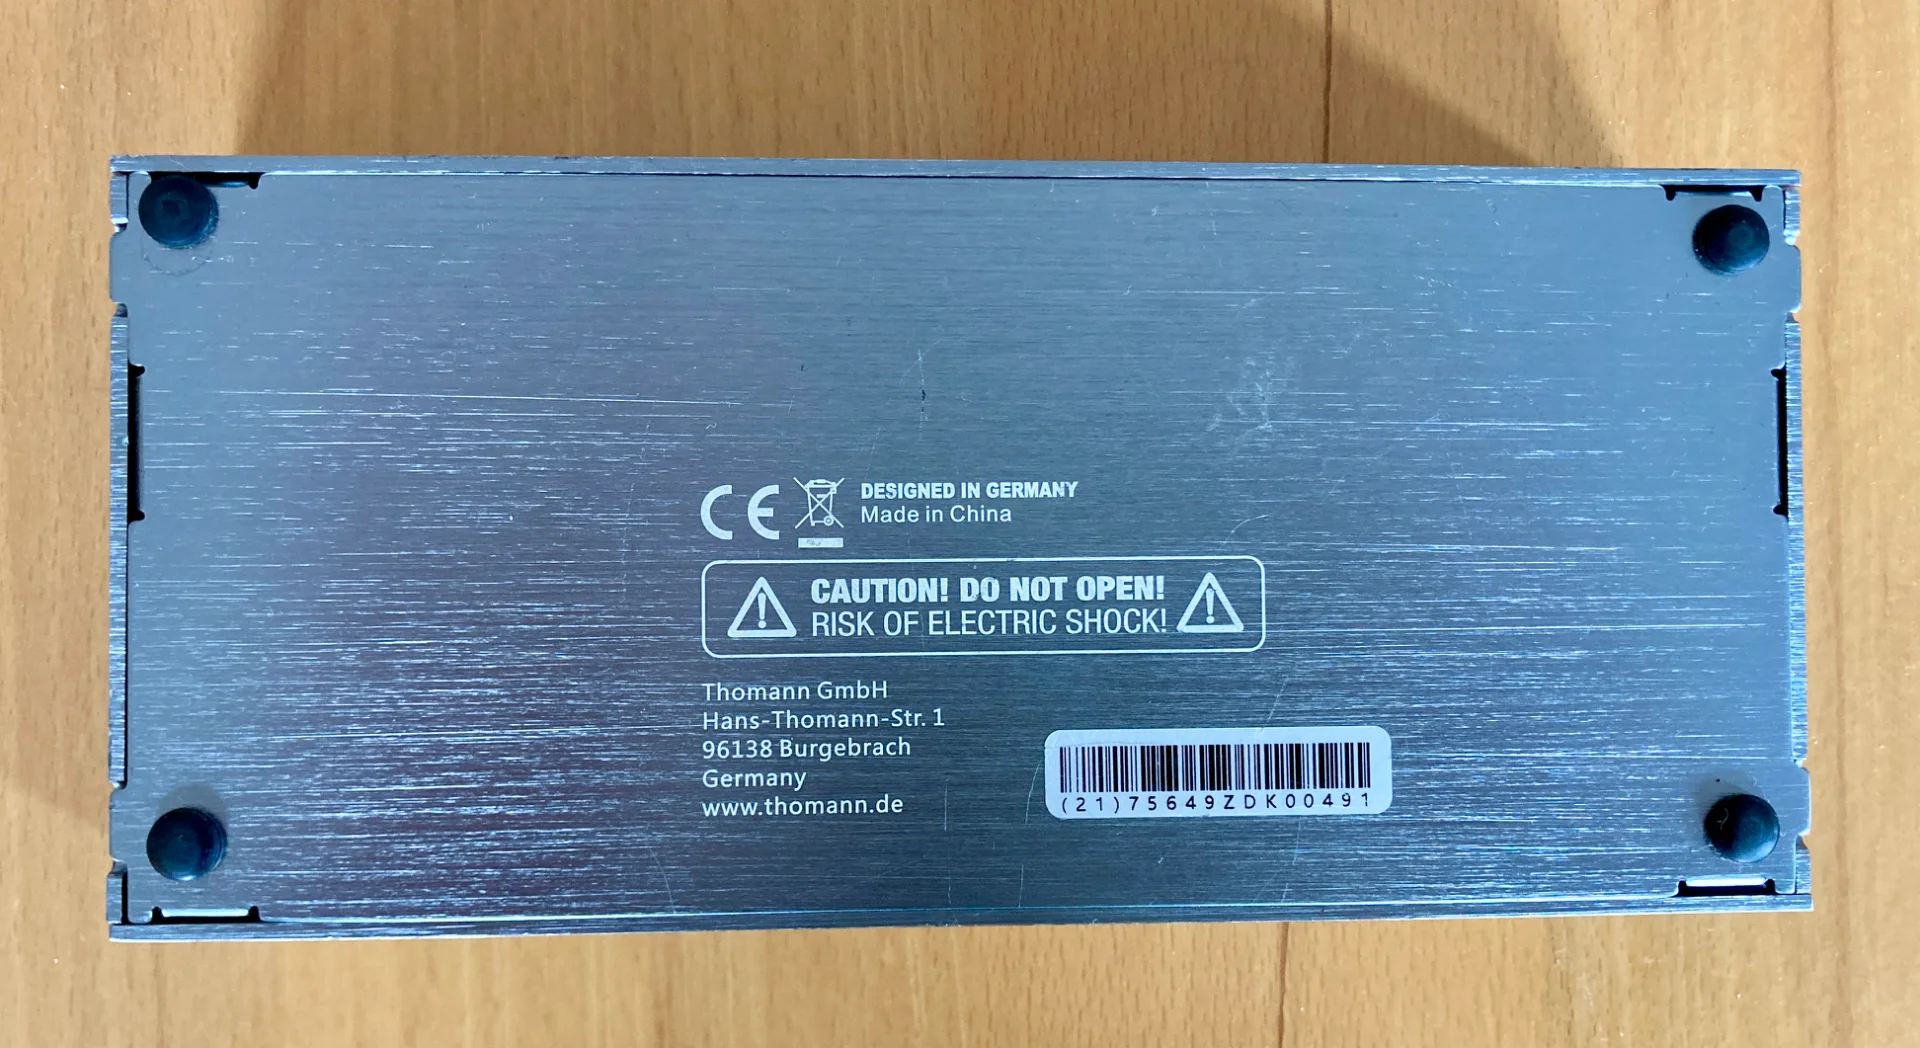 CE DESIGNED IN GERMANY
Made in China
CAUTION! DO NOT OPEN!
RISK OF ELECTRIC SHOCK!
Thomann GmbH
Hans-Thomann-Str. 1
96138 Burgebrach
Germany
www.thomann.de
(21)75649ZDK00491